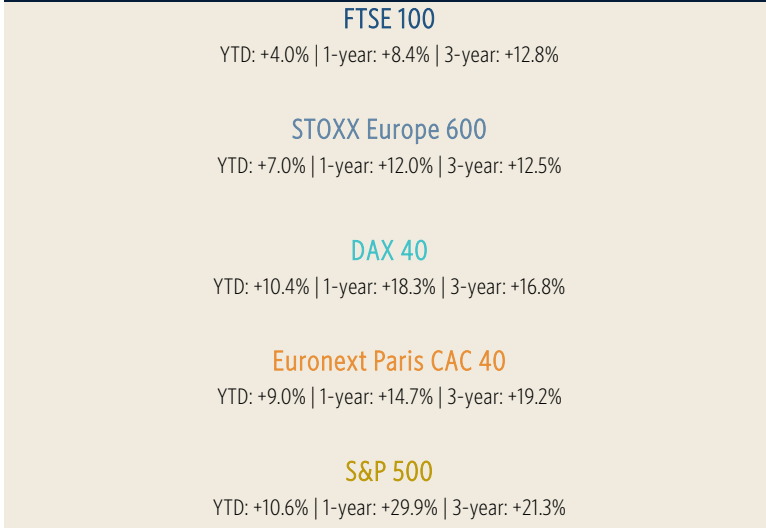 FTSE 100
YTD: +4.0% | 1-year: +8.4% | 3-year: +12.8%
STOXX Europe 600
YTD: +7.0% | 1-year: +12.0% | 3-year: +12.5%
DAX 40
YTD: +10.4% | 1-year: +18.3% | 3-year: +16.8%
Euronext Paris CAC 40
YTD: +9.0% | 1-year: +14.7% | 3-year: +19.2%
S&P 500
YTD: +10.6% | 1-year: +29.9% | 3-year: +21.3%